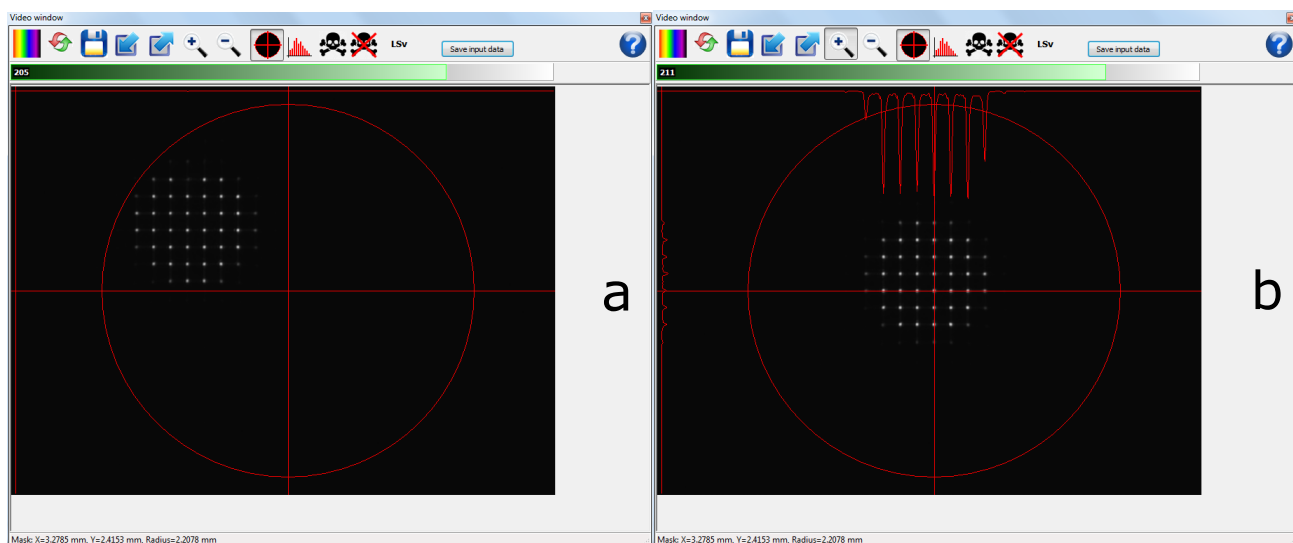 Video window
LSv
Save input data
205
a
Mask: X=3.2785 mm, Y=2.4153 mm, Radius=2.2078 mm
Video window
LSv
Save input data
211
b
Mask: X=3.2785 mm, Y=2.4153 mm, Radius=2.2078 mm